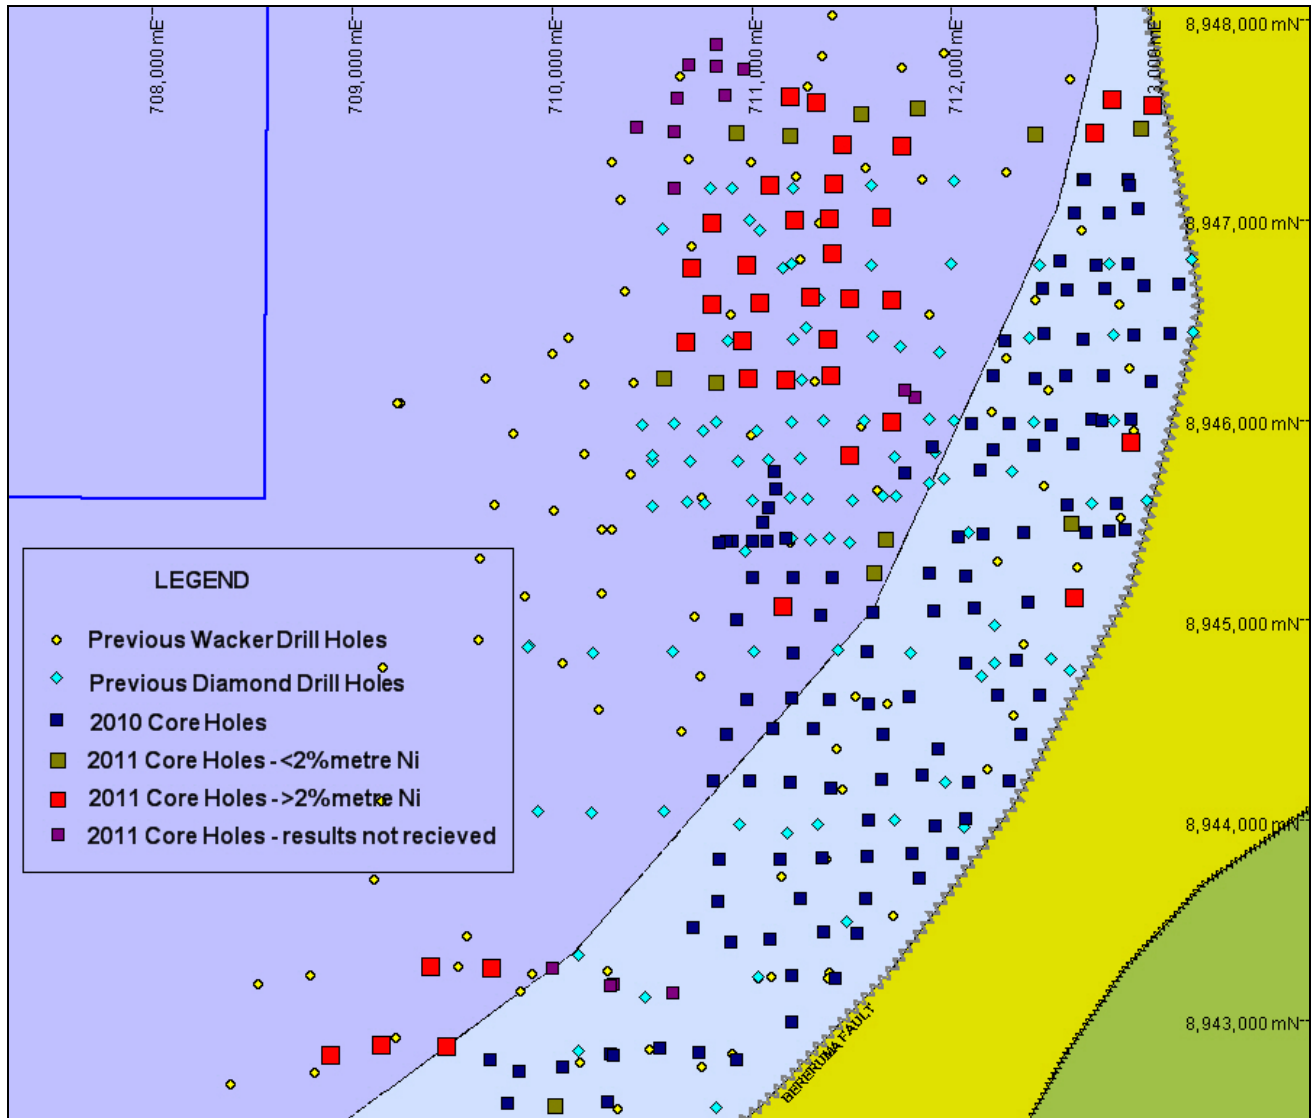 708,000 mE
709,000 mE
710,000 mE
711,000 mE
712,000 mE
3,000 mE
8,948,000 mN
8,947,000 mN
8,946,000 mN
8,945,000 mN
8,944,000 mN
8,943,000 mN
LEGEND
Previous Wacker Drill Holes
Previous Diamond Drill Holes
2010 Core Holes
2011 Core Holes - <2%metre Ni
2011 Core Holes - >2%metre Ni
2011 Core Holes - results not recieved
BERERUMA FAULT